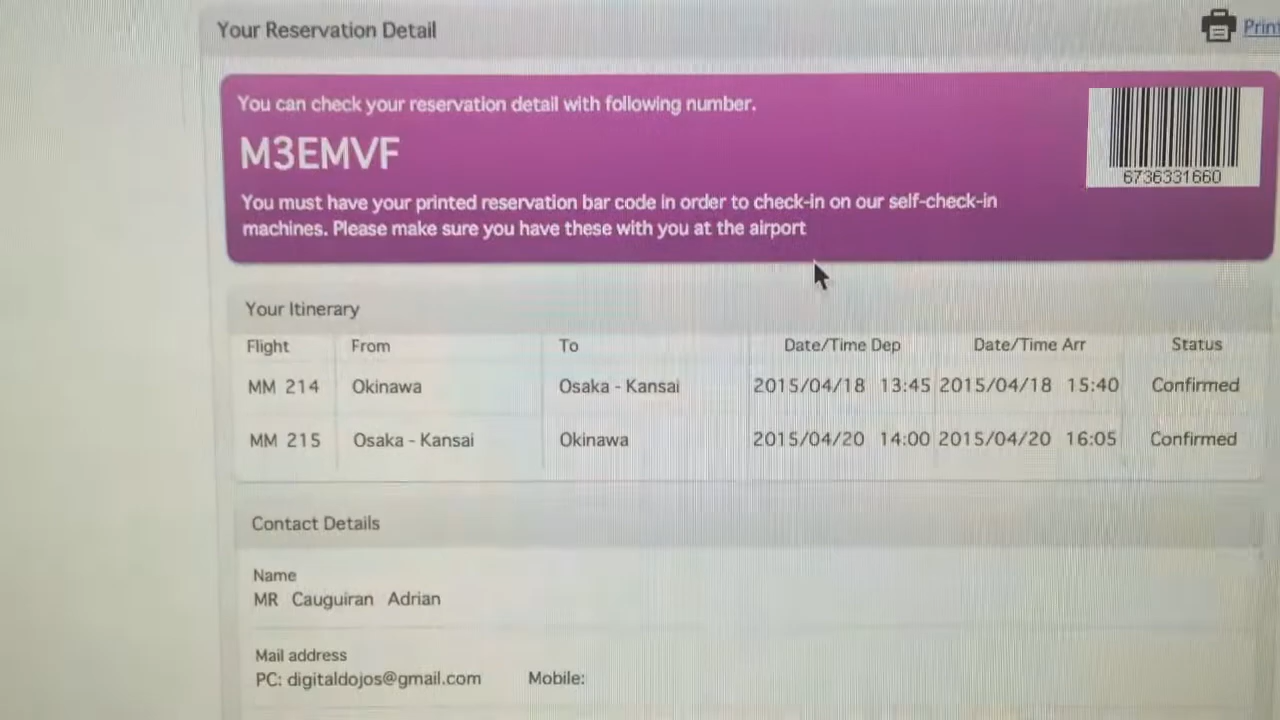 Your Reservation Detail
Print
You can check your reservation detail with following number.
M3EMVF
6736331660
You must have your printed reservation bar code in order to check-in on our self-check-in
machines. Please make sure you have these with you at the airport
Your Itinerary
Flight From To Date/Time Dep Date/Time Arr Status
MM 214 Okinawa Osaka - Kansai 2015/04/18 13:45 2015/04/18 15:40 Confirmed
MM 215 Osaka - Kansai Okinawa 2015/04/20 14:00 2015/04/20 16:05 Confirmed
Contact Details
Name
MR Cauguiran Adrian
Mail address
PC: digitaldojos@gmail.com Mobile: